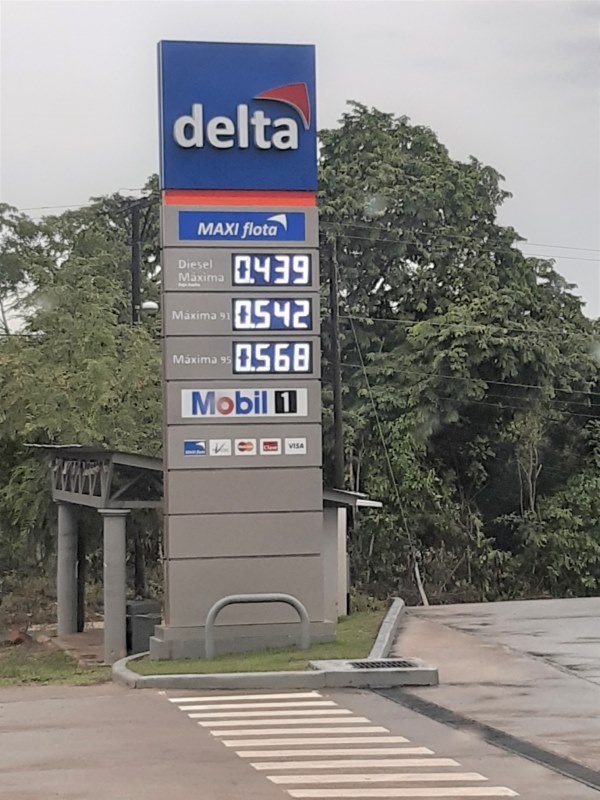 delta
MAXI flota
Diesel
Máxima
0.439
Máxima 91
0.542
Máxima 95
0.568
Mobil 1
VISA